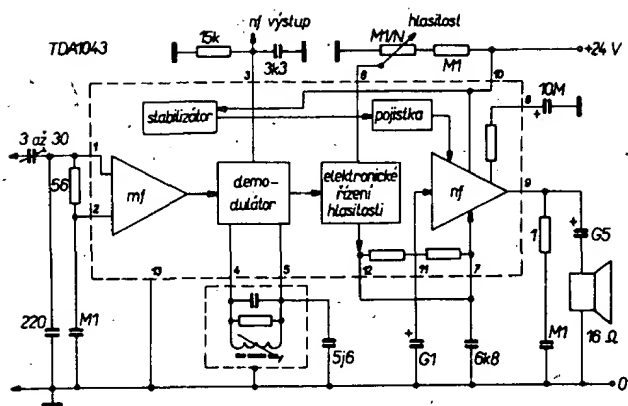 TDA1043
15k
nf výstup
3k3
3
M1/N
hlasitost
M1
+24 V
6
10
8
10M
+
stabilizátor
pojistka
3 až 30
1
56
2
mf
demo-
dulátor
elektronické
řízení
hlasitosti
nf
9
1
+
G5
13
4
5
12
11
7
220
M1
5j6
+
G1
6k8
M1
16 Ω
0